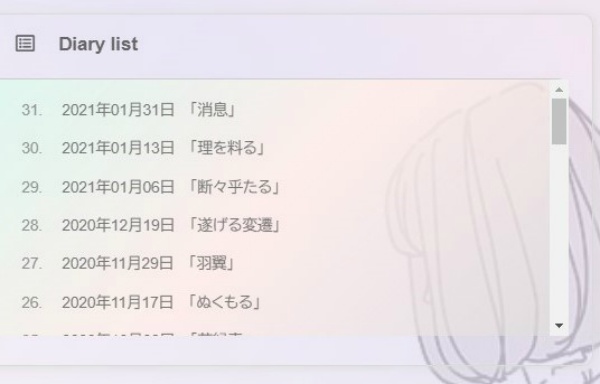 Diary list
31. 2021年01月31日 「消息」
30. 2021年01月13日 「理を料る」
29. 2021年01月06日 「断々乎たる」
28. 2020年12月19日 「遂げる変遷」
27. 2020年11月29日 「羽翼」
26. 2020年11月17日 「ぬくもる」